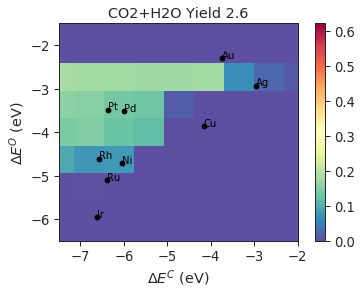 CO2+H2O Yield 2.6
ΔE^O (eV)
−2
−3
−4
−5
−6
Au
Ag
Pt
Pd
Cu
Rh
Ni
Ru
Ir
−7
−6
−5
−4
−3
−2
ΔE^C (eV)
0.6
0.5
0.4
0.3
0.2
0.1
0.0